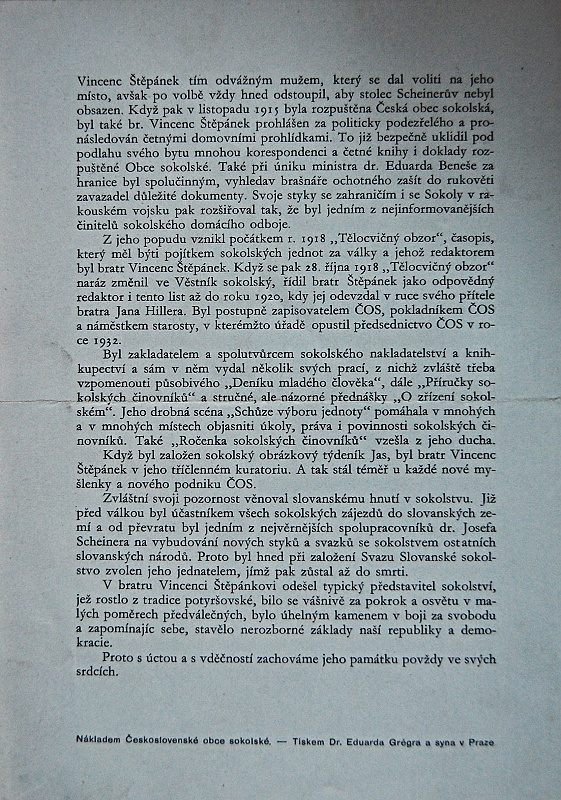 Vincenc Štěpánek tím odvážným mužem, který se dal voliti na jeho
místo, avšak po volbě vždy hned odstoupil, aby stolec Scheinerův nebyl
obsazen. Když pak v listopadu 1915 byla rozpuštěna Česká obec sokolská,
byl také br. Vincenc Štěpánek prohlášen za politicky podezřelého a pro-
následován četnými domovními prohlídkami. To již bezpečně uklidil pod
podlahu svého bytu mnohou korespondenci a četné knihy i doklady roz-
puštěné Obce sokolské. Také při úniku ministra dr. Eduarda Beneše za
hranice byl spolučinným, vyhledav brašnáře ochotného zašít do rukověti
zavazadel důležité dokumenty. Svoje styky se zahraničím i se Sokoly v ra-
kouském vojsku pak rozšiřoval tak, že byl jedním z nejinformovanějších
činitelů sokolského domácího odboje.
Z jeho popudu vznikl počátkem r. 1918 „Tělocvičný obzor“, časopis,
který měl býti pojítkem sokolských jednot za války a jehož redaktorem
byl bratr Vincenc Štěpánek. Když se pak 28. října 1918 „Tělocvičný obzor“
naráz změnil ve Věstník sokolský, řídil bratr Štěpánek jako odpovědný
redaktor i tento list až do roku 1920, kdy jej odevzdal v ruce svého přítele
bratra Jana Hillera. Byl postupně zapisovatelem ČOS, pokladníkem ČOS
a náměstkem starosty, v kterémžto úřadě opustil předsednictvo ČOS v ro-
ce 1932.
Byl zakladatelem a spolutvůrcem sokolského nakladatelství a knih-
kupectví a sám v něm vydal několik svých prací, z nichž zvláště třeba
vzpomenouti působivého „Deníku mladého člověka“, dále „Příručky so-
kolských činovníků“ a stručné, ale názorné přednášky „O zřízení sokol-
ském“. Jeho drobná scéna „Schůze výboru jednoty“ pomáhala v mnohých
a v mnohých místech objasniti úkoly, práva i povinnosti sokolských či-
novníků. Také „Ročenka sokolských činovníků“ vzešla z jeho ducha.
Když byl založen sokolský obrázkový týdeník Jas, byl bratr Vincenc
Štěpánek v jeho tříčlenném kuratoriu. A tak stál téměř u každé nové my-
šlenky a nového podniku ČOS.
Zvláštní svoji pozornost věnoval slovanskému hnutí v sokolstvu. Již
před válkou byl účastníkem všech sokolských zájezdů do slovanských ze-
mí a od převratu byl jedním z nejvěrnějších spolupracovníků dr. Josefa
Scheinera na vybudování nových styků a svazků se sokolstvem ostatních
slovanských národů. Proto byl hned při založení Svazu Slovanské sokol-
stvo zvolen jeho jednatelem, jímž pak zůstal až do smrti.
V bratru Vincenci Štěpánkovi odešel typický představitel sokolství,
jež rostlo z tradice potyršovské, bilo se vášnivě za pokrok a osvětu v ma-
lých poměrech předválečných, bylo úhelným kamenem v boji za svobodu
a zapomínajíc sebe, stavělo nerozborné základy naší republiky a demo-
kracie.
Proto s úctou a s vděčností zachováme jeho památku povždy ve svých
srdcích.
Nákladem Československé obce sokolské. — Tiskem Dr. Eduarda Grégra a syna v Praze